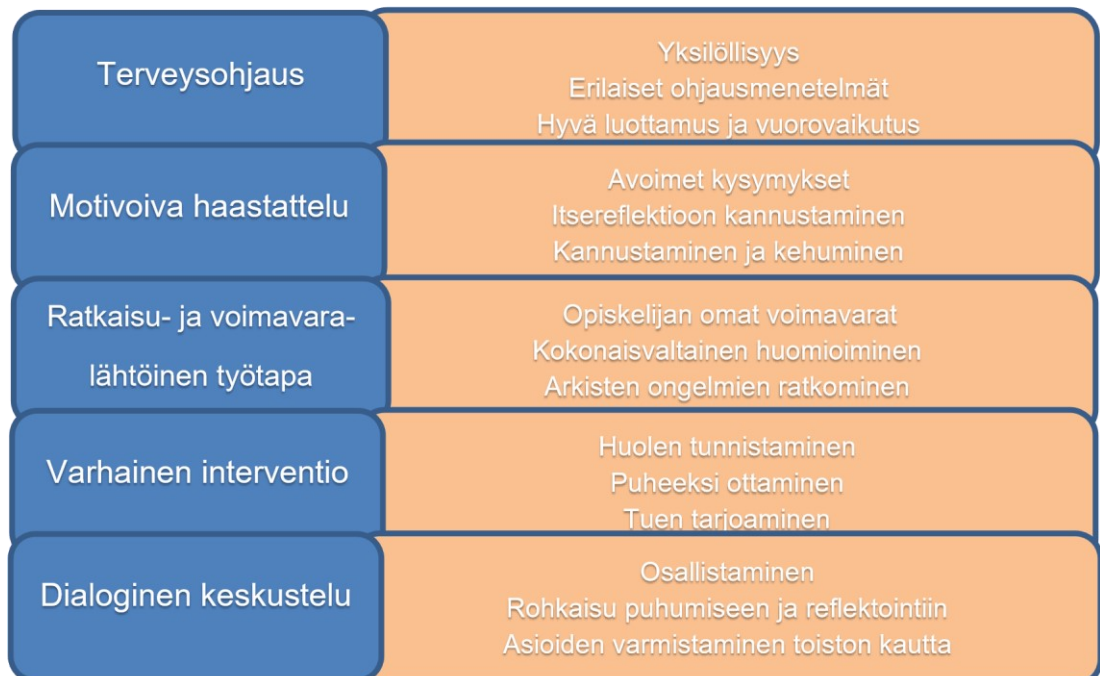 Terveysohjaus
Yksilöllisyys
Erilaiset ohjausmenetelmät
Hyvä luottamus ja vuorovaikutus
Motivoiva haastattelu
Avoimet kysymykset
Itsereflektioon kannustaminen
Kannustaminen ja kehuminen
Ratkaisu- ja voimavara-
lähtöinen työtapa
Opiskelijan omat voimavarat
Kokonaisvaltainen huomioiminen
Arkisten ongelmien ratkominen
Varhainen interventio
Huolen tunnistaminen
Puheeksi ottaminen
Tuen tarjoaminen
Dialoginen keskustelu
Osallistaminen
Rohkaisu puhumiseen ja reflektointiin
Asioiden varmistaminen toiston kautta